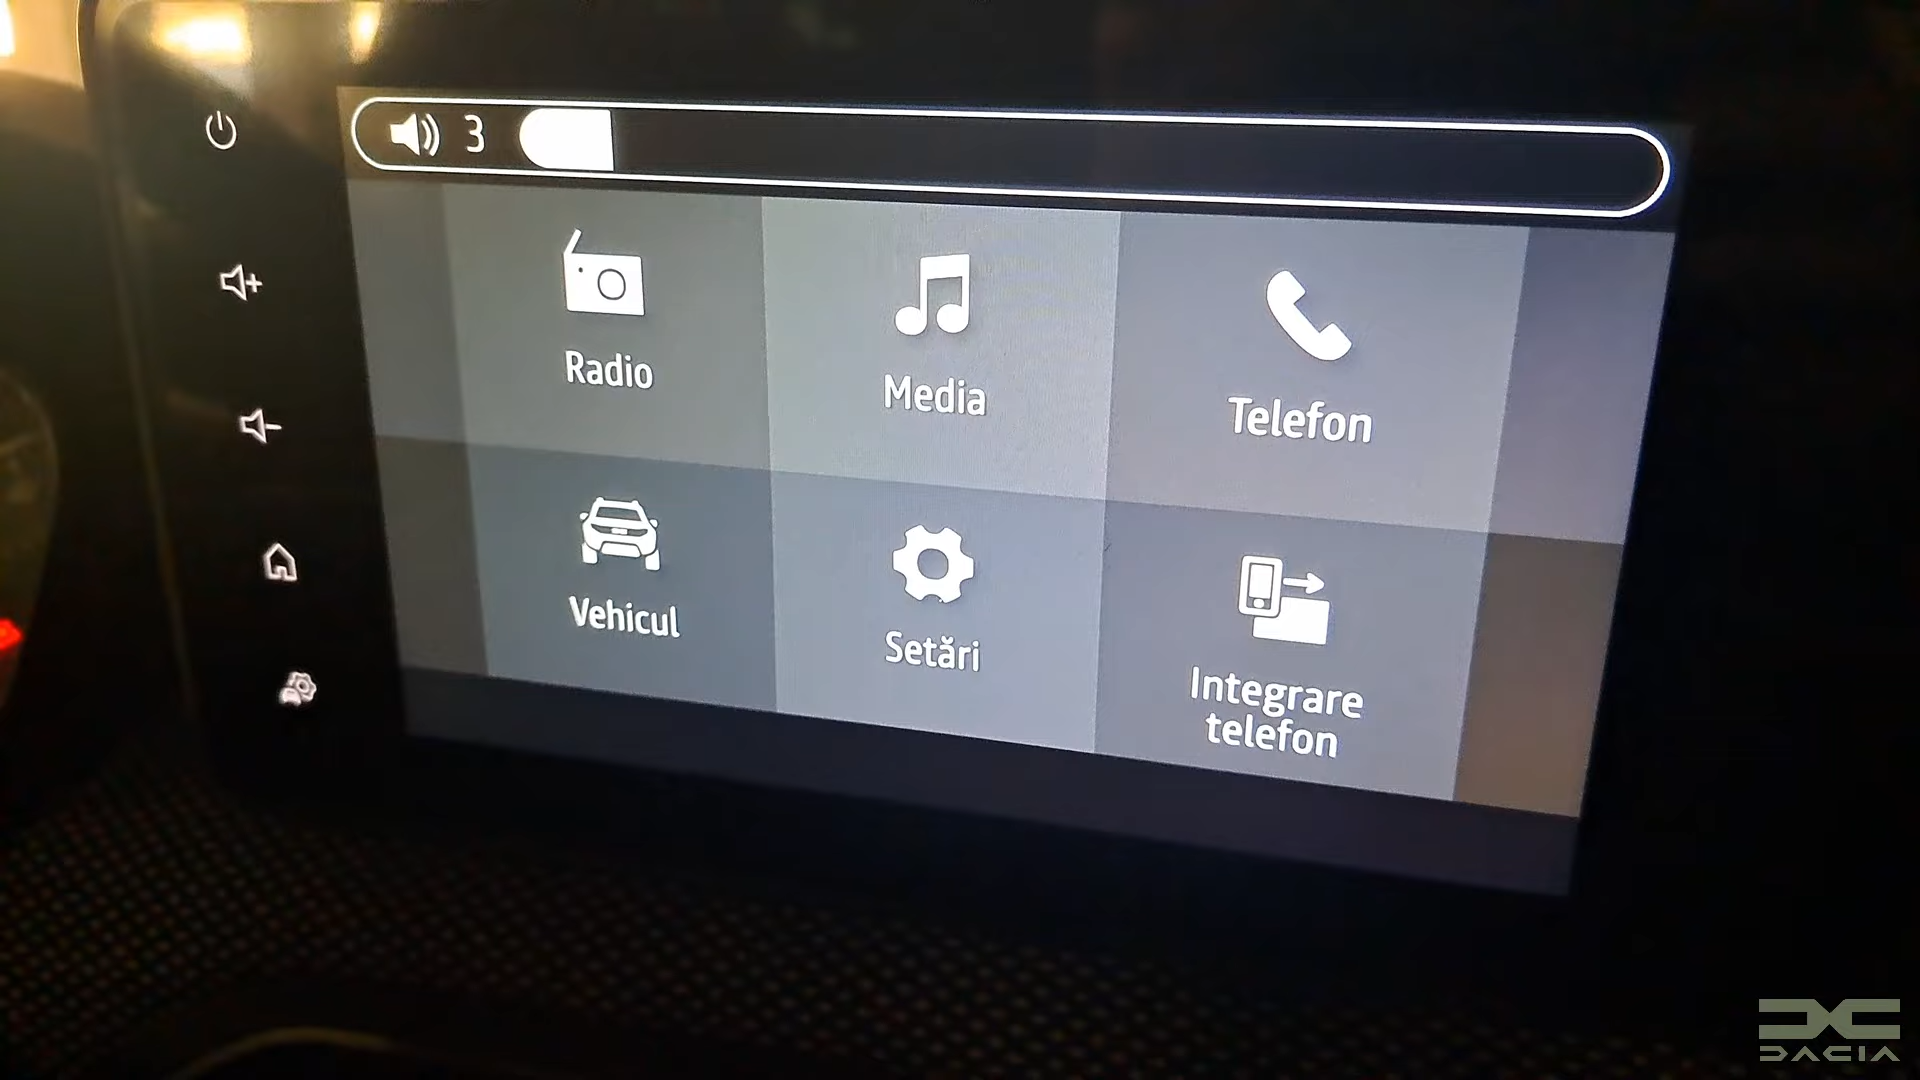 3
Radio
Media
Telefon
Vehicul
Setări
Integrare
telefon
DACIA